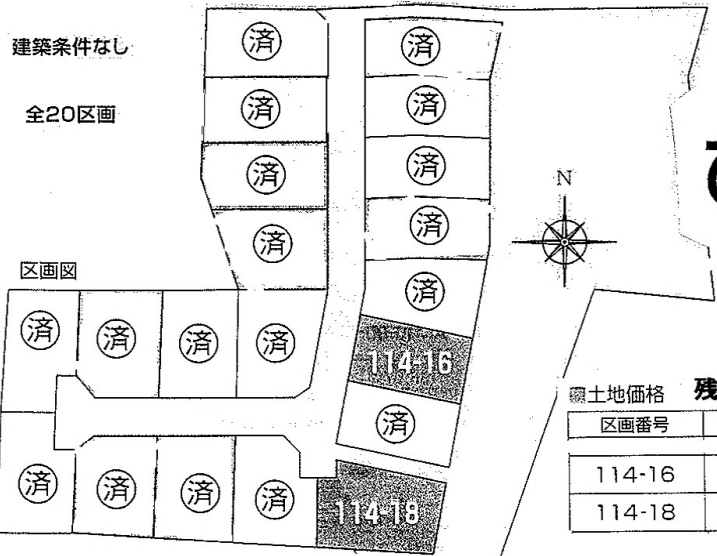 建築条件なし
全20区画
区画図
済 済
済 済
済 済
済 済
済
済 済 済 済
114-16
済
済 済 済 済
114-18
N
土地価格 残
区画番号
114-16
114-18